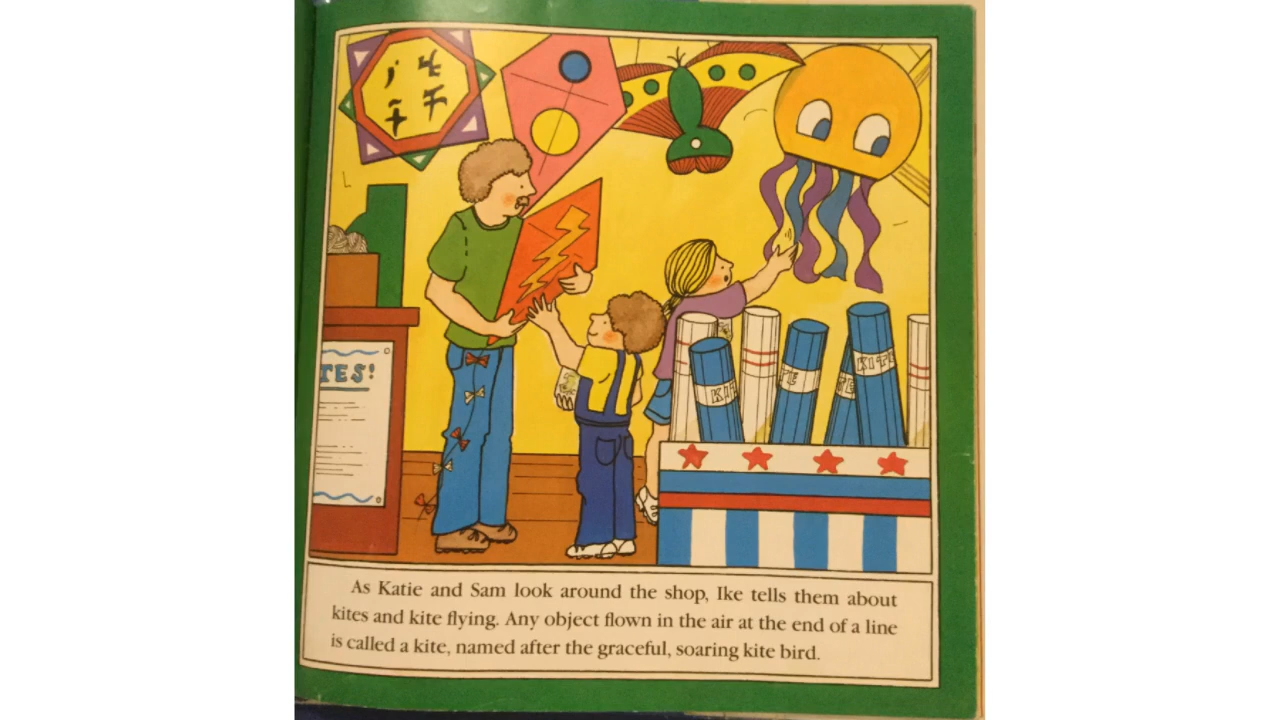 TES!
KI
TE
KITE
As Katie and Sam look around the shop, Ike tells them about
kites and kite flying. Any object flown in the air at the end of a line
is called a kite, named after the graceful, soaring kite bird.